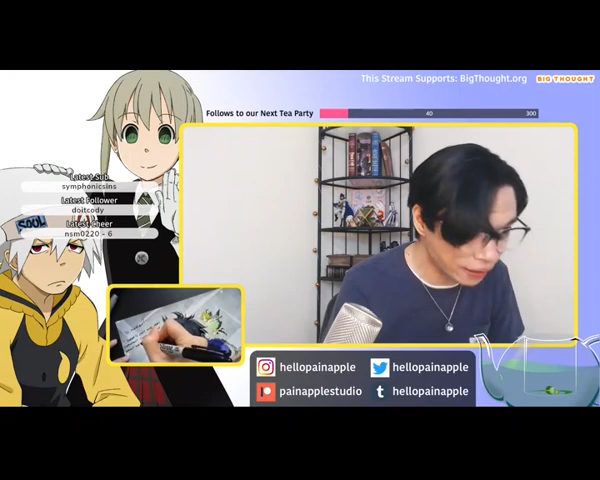 This Stream Supports: BigThought.org
BIG THOUGHT
Follows to our Next Tea Party
40
300
Latest Sub
symphonicsins
Latest Follower
doitcody
Latest Cheer
nsm0220 - 6
SOUL
hellopainapple
hellopainapple
painapplestudio
hellopainapple